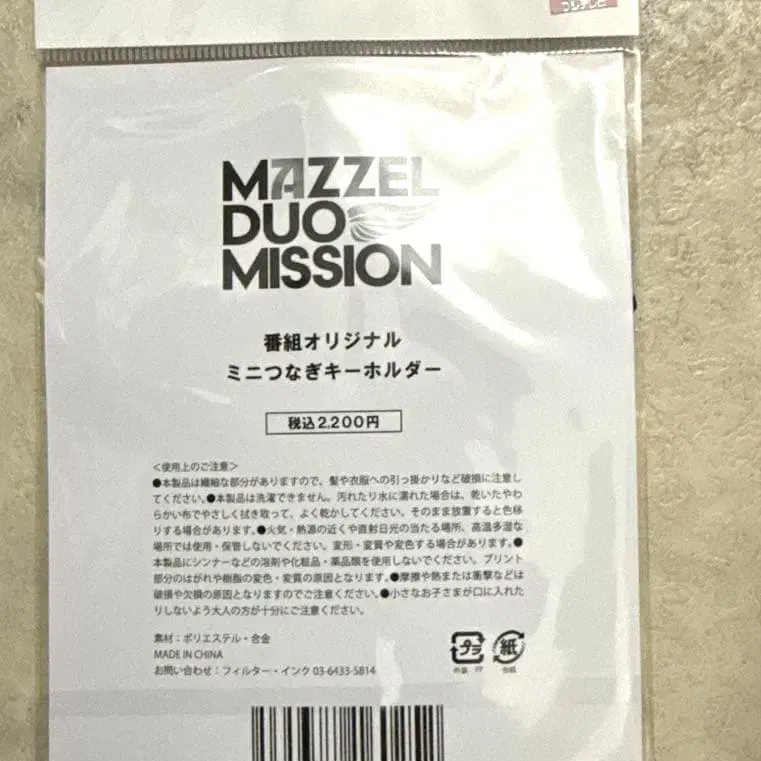 フジテレビ
MAZZEL
DUO
MISSION
番組オリジナル
ミニつなぎキーホルダー
税込2,200円
＜使用上のご注意＞
●本製品は繊細な部分がありますので、髪や衣服への引っ掛かりなど破損に注意し
てください。●本製品は洗濯できません。汚れたり水に濡れた場合は、乾いたやわ
らかい布でやさしく拭き取って、よく乾かしてください。そのまま放置すると色移
りする場合があります。●火気・熱源の近くや直射日光の当たる場所、高温多湿な
場所では使用・保管しないでください。変形・変質や変色する場合があります。●
本製品にシンナーなどの溶剤や化粧品・薬品類を使用しないでください。プリント
部分のはがれや樹脂の変色・変質の原因となります。●摩擦や熱または衝撃などは
破損や欠損の原因となりますのでご注意ください。●小さなお子さまが口に入れた
りしないよう大人の方が十分にご注意ください。
素材：ポリエステル・合金
MADE IN CHINA
お問い合わせ：フィルター・インク 03-6433-5814
プラ
外装：PP
紙
台紙